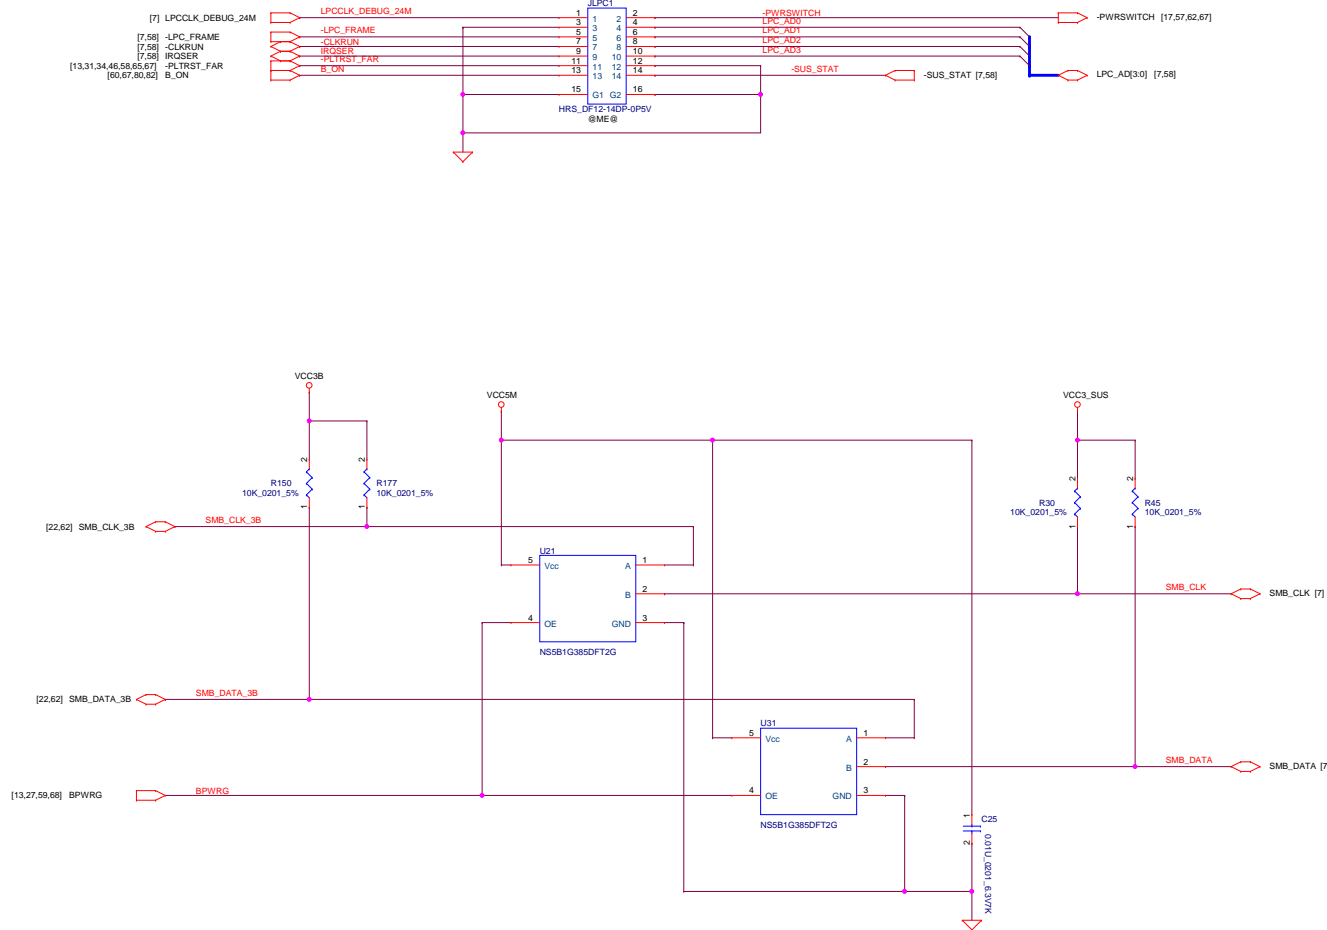 JLPC1
[7] LPCCLK_DEBUG_24M
LPCCLK_DEBUG_24M
1 1 2 2
-PWRSWITCH
-PWRSWITCH [17,57,62,67]
3 3 4 4
LPC_AD0
[7,58] -LPC_FRAME
-LPC_FRAME
5 5 6 6
LPC_AD1
[7,58] -CLKRUN
-CLKRUN
7 7 8 8
LPC_AD2
[7,58] IRQSER
IRQSER
9 9 10 10
LPC_AD3
[13,31,34,46,58,65,67] -PLTRST_FAR
-PLTRST_FAR
11 11 12 12
[60,67,80,82] B_ON
B_ON
13 13 14 14
-SUS_STAT
-SUS_STAT [7,58]
LPC_AD[3:0] [7,58]
15 G1 G2 16
HRS_DF12-14DP-0P5V
@ME@
VCC3B
VCC5M
VCC3_SUS
2
R150
10K_0201_5%
1
2
R177
10K_0201_5%
1
2
R30
10K_0201_5%
1
2
R45
10K_0201_5%
1
[22,62] SMB_CLK_3B
SMB_CLK_3B
U21
5 Vcc A 1
B 2
4 OE GND 3
NS5B1G385DFT2G
SMB_CLK
SMB_CLK [7]
[22,62] SMB_DATA_3B
SMB_DATA_3B
U31
5 Vcc A 1
B 2
4 OE GND 3
NS5B1G385DFT2G
SMB_DATA
SMB_DATA [7
[13,27,59,68] BPWRG
BPWRG
1
C25
2
0.01U_0201_6.3V7K